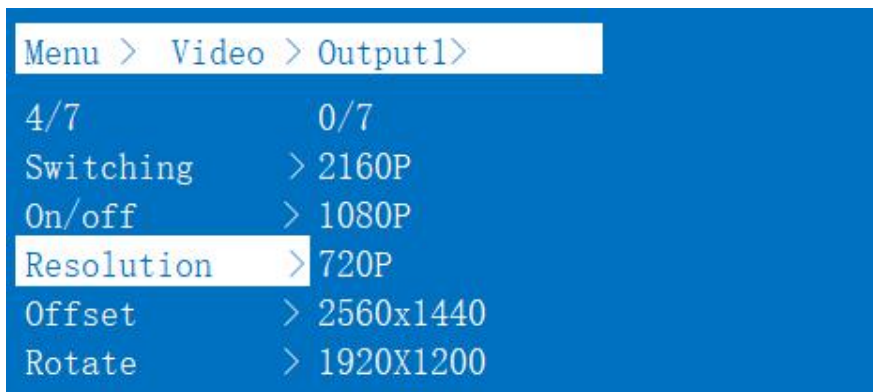 Menu > Video > Output1>
4/7 0/7
Switching > 2160P
On/off > 1080P
Resolution > 720P
Offset > 2560x1440
Rotate > 1920X1200